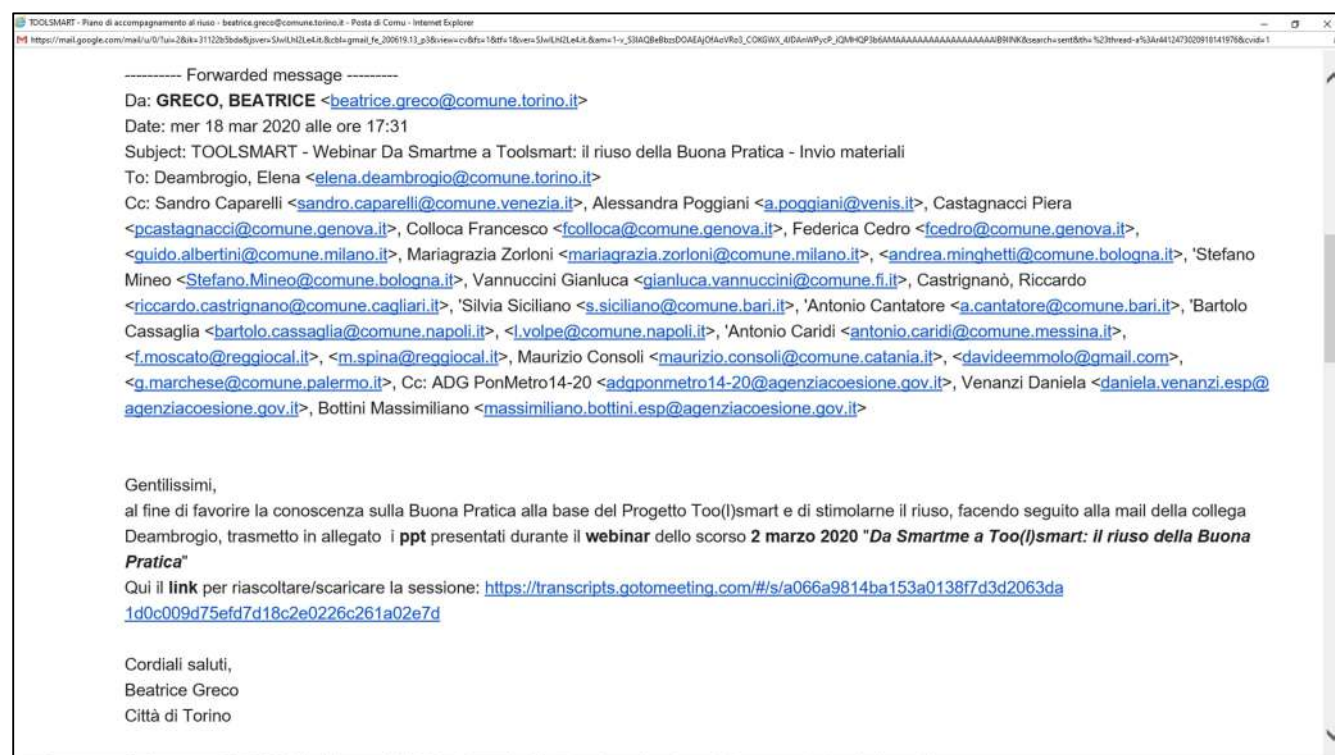 TOOLSMART - Piano di accompagnamento al riuso - beatrice.greco@comune.torino.it - Posta di Comu - Internet Explorer
---------- Forwarded message ---------
Da: GRECO, BEATRICE <beatrice.greco@comune.torino.it>
Date: mer 18 mar 2020 alle ore 17:31
Subject: TOOLSMART - Webinar Da Smartme a Toolsmart: il riuso della Buona Pratica - Invio materiali
To: Deambrogio, Elena <elena.deambrogio@comune.torino.it>
Cc: Sandro Caparelli <sandro.caparelli@comune.venezia.it>, Alessandra Poggiani <a.poggiani@venis.it>, Castagnacci Piera
<pcastagnacci@comune.genova.it>, Colloca Francesco <fcolloca@comune.genova.it>, Federica Cedro <fcedro@comune.genova.it>,
<guido.albertini@comune.milano.it>, Mariagrazia Zorloni <mariagrazia.zorloni@comune.milano.it>, <andrea.minghetti@comune.bologna.it>, 'Stefano
Mineo <Stefano.Mineo@comune.bologna.it>, Vannuccini Gianluca <gianluca.vannuccini@comune.fi.it>, Castrignanò, Riccardo
<riccardo.castrignano@comune.cagliari.it>, 'Silvia Siciliano <s.siciliano@comune.bari.it>, 'Antonio Cantatore <a.cantatore@comune.bari.it>, 'Bartolo
Cassaglia <bartolo.cassaglia@comune.napoli.it>, <l.volpe@comune.napoli.it>, 'Antonio Caridi <antonio.caridi@comune.messina.it>,
<f.moscato@reggiocal.it>, <m.spina@reggiocal.it>, Maurizio Consoli <maurizio.consoli@comune.catania.it>, <davideemmolo@gmail.com>,
<g.marchese@comune.palermo.it>, Cc: ADG PonMetro14-20 <adgponmetro14-20@agenziacoesione.gov.it>, Venanzi Daniela <daniela.venanzi.esp@
agenziacoesione.gov.it>, Bottini Massimiliano <massimiliano.bottini.esp@agenziacoesione.gov.it>
Gentilissimi,
al fine di favorire la conoscenza sulla Buona Pratica alla base del Progetto Too(l)smart e di stimolarne il riuso, facendo seguito alla mail della collega
Deambrogio, trasmetto in allegato i ppt presentati durante il webinar dello scorso 2 marzo 2020 "Da Smartme a Too(l)smart: il riuso della Buona
Pratica"
Qui il link per riascoltare/scaricare la sessione: https://transcripts.gotomeeting.com/#/s/a066a9814ba153a0138f7d3d2063da
1d0c009d75efd7d18c2e0226c261a02e7d
Cordiali saluti,
Beatrice Greco
Città di Torino